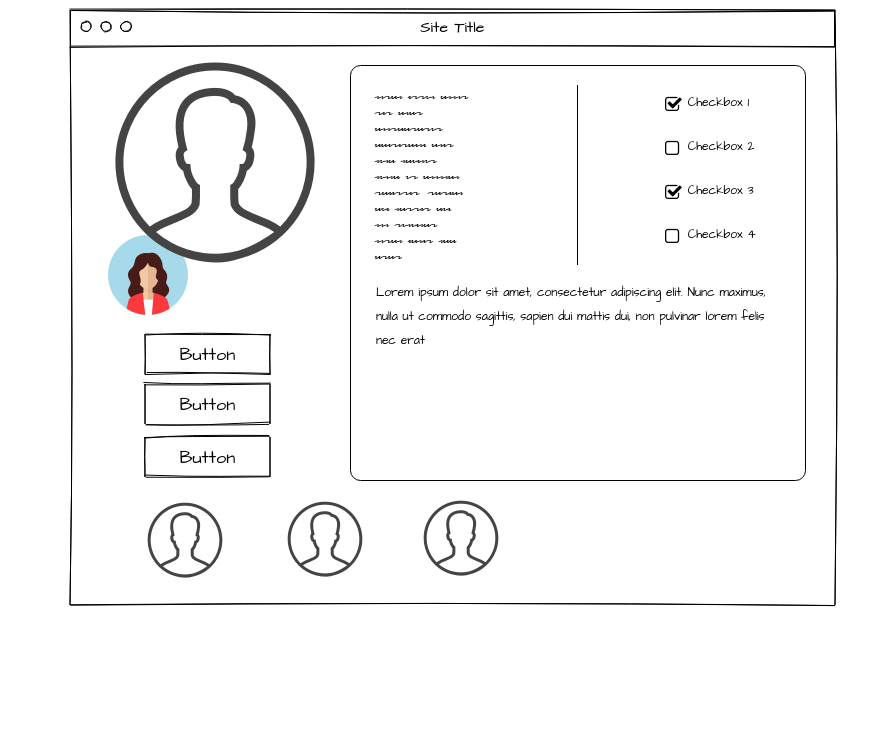 Site Title
Checkbox 1
Checkbox 2
Checkbox 3
Checkbox 4
Lorem ipsum dolor sit amet, consectetur adipiscing elit. Nunc maximus,
nulla ut commodo sagittis, sapien dui mattis dui, non pulvinar lorem felis
nec erat
Button
Button
Button